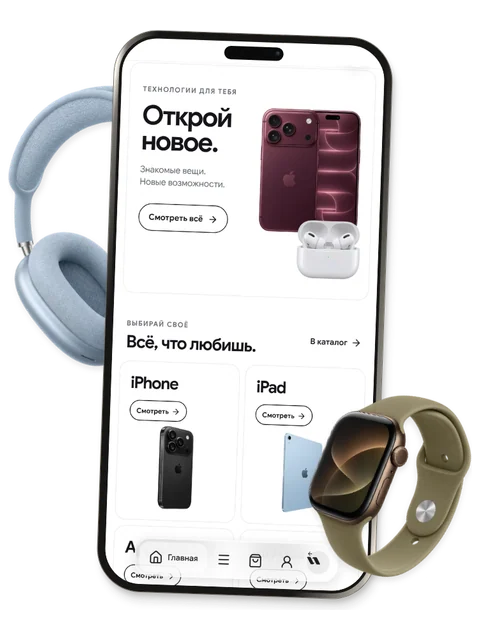 ТЕХНОЛОГИИ ДЛЯ ТЕБЯ
Открой
новое.
Знакомые вещи.
Новые возможности.
Смотреть всё →
ВЫБИРАЙ СВОЁ
Всё, что любишь.
В каталог →
iPhone
iPad
Смотреть →
Смотреть →
A
Главная
Смотреть →
Смотреть →